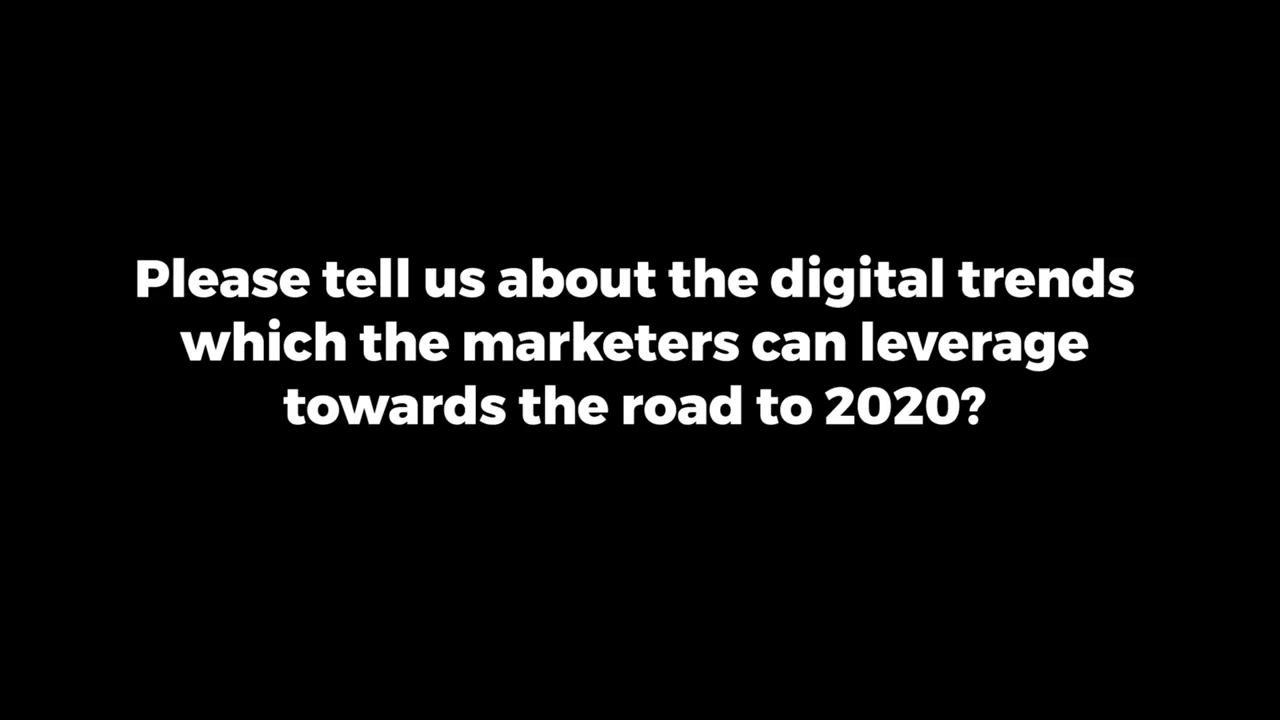 Please tell us about the digital trends
which the marketers can leverage
towards the road to 2020?